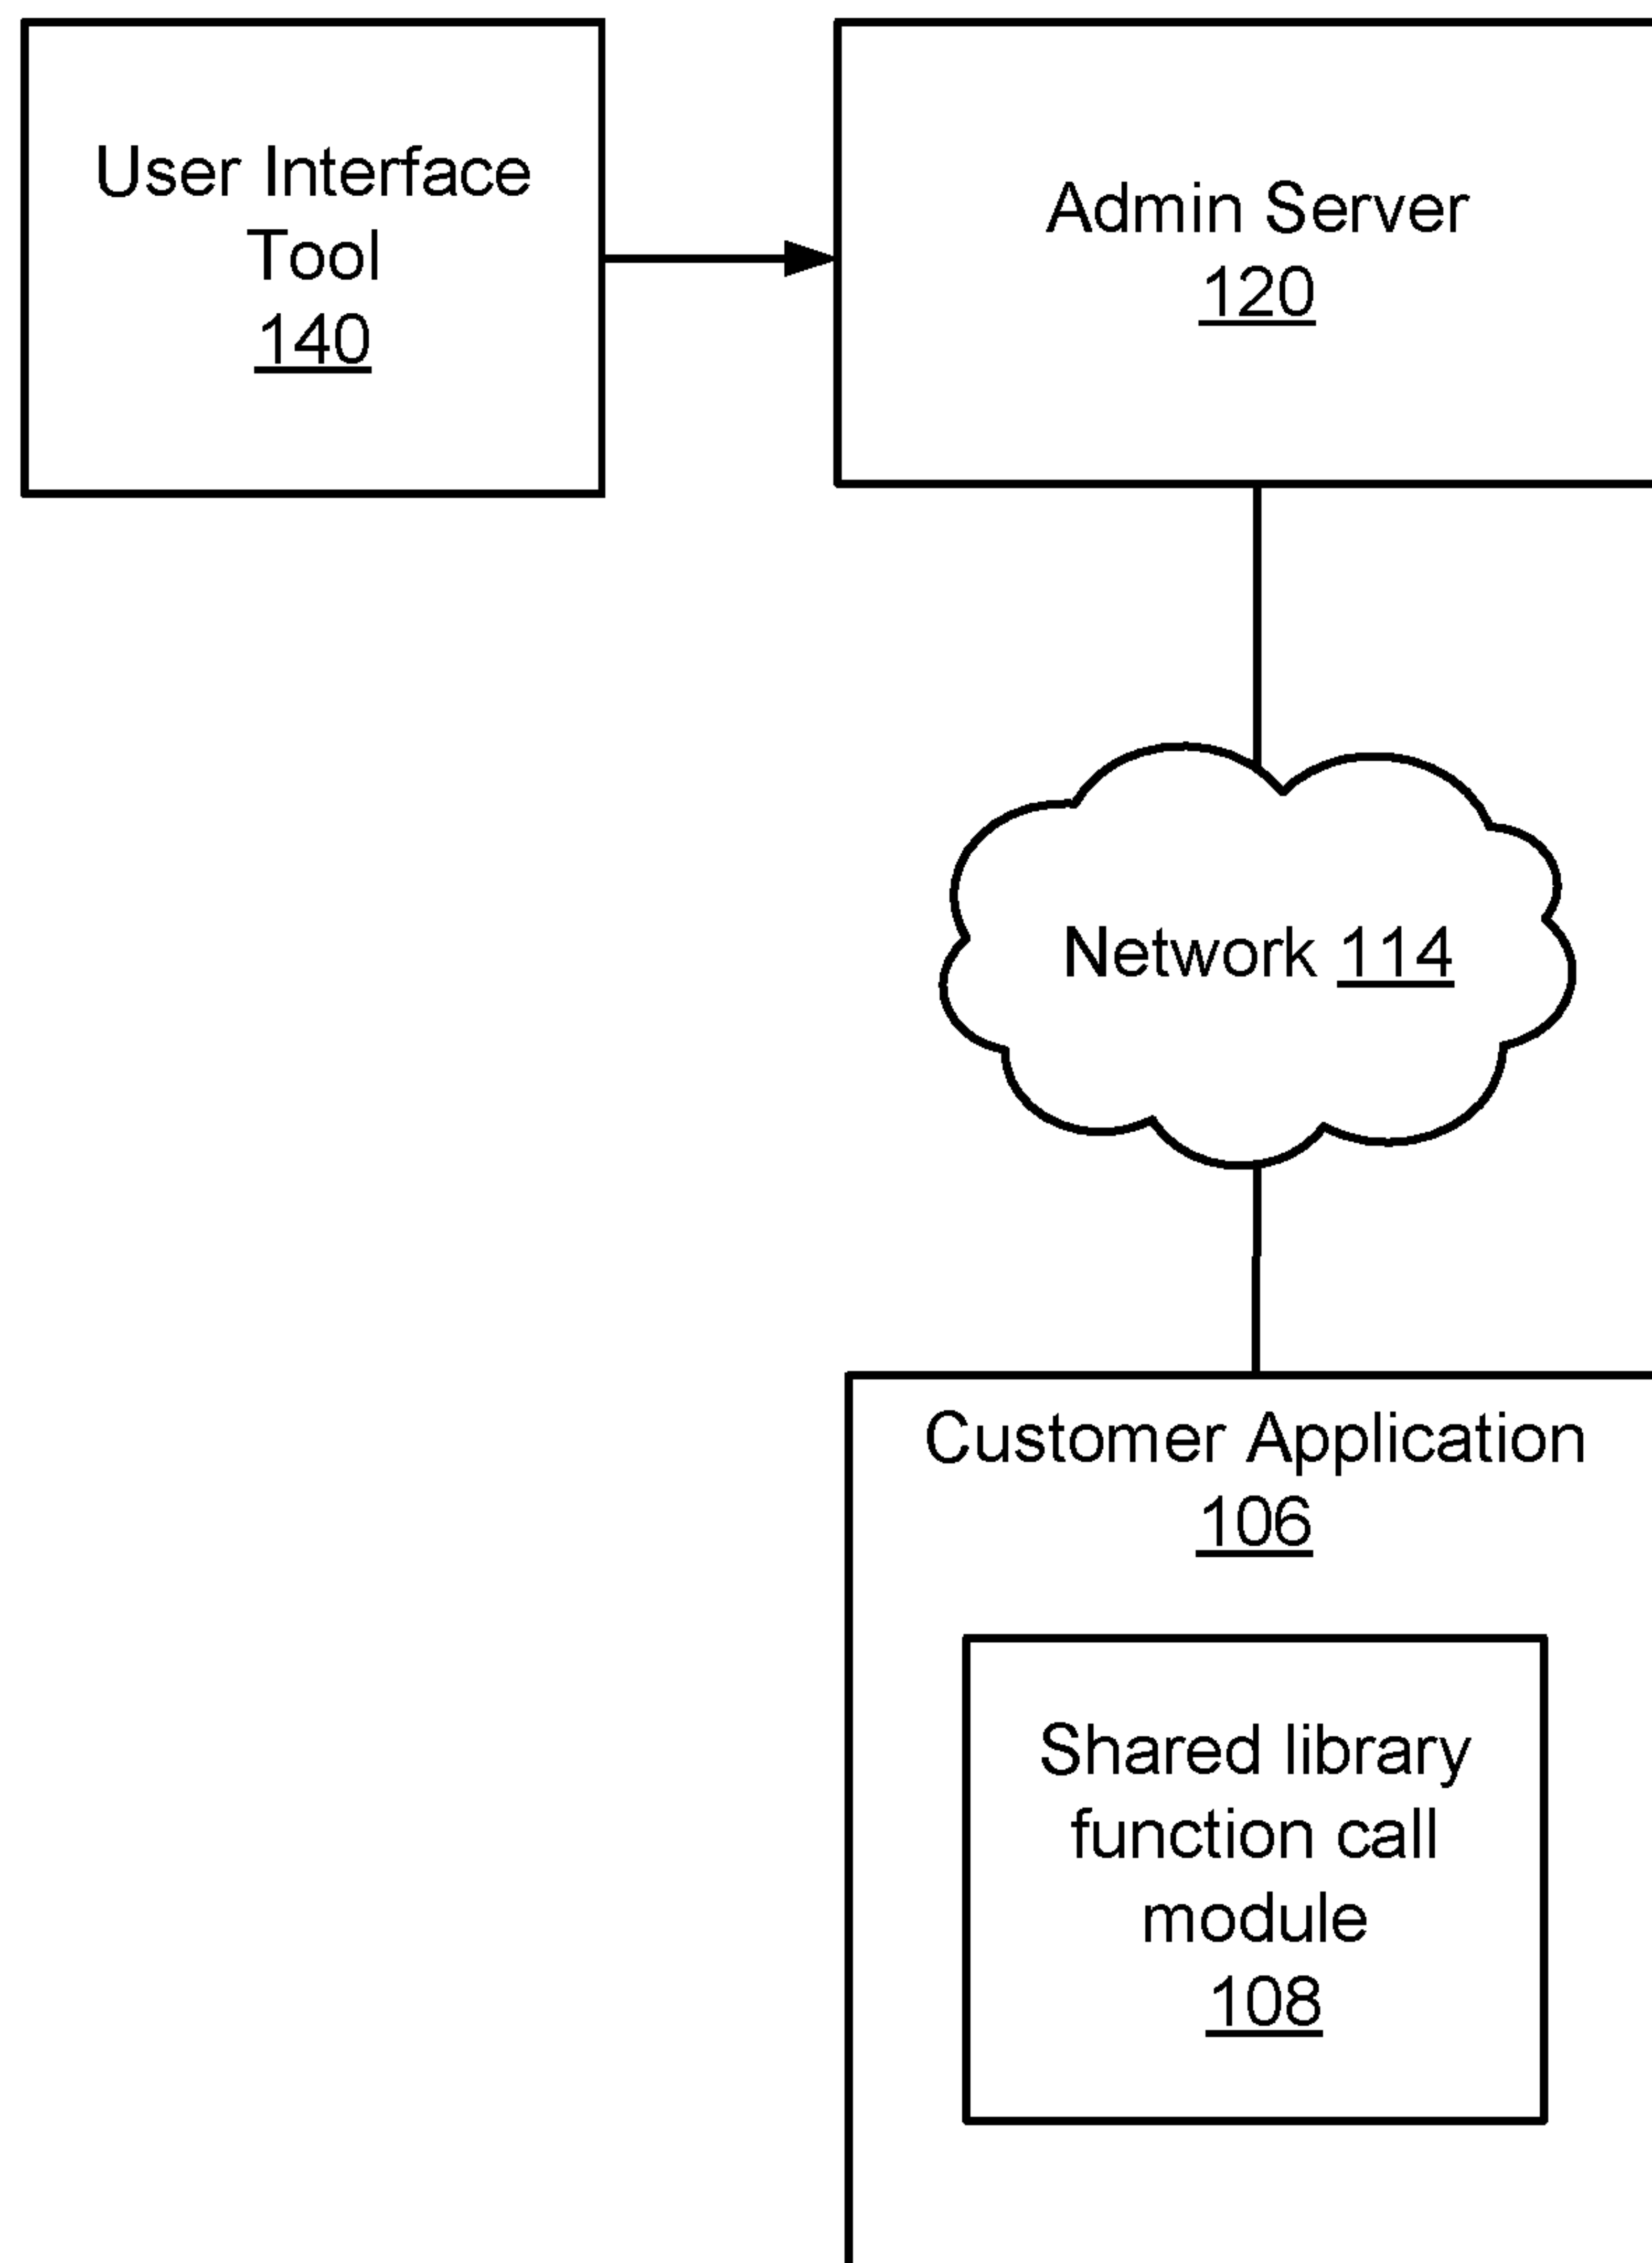 User Interface
Tool
140
Admin Server
120
Network 114
Customer Application
106
Shared library
function call
module
108